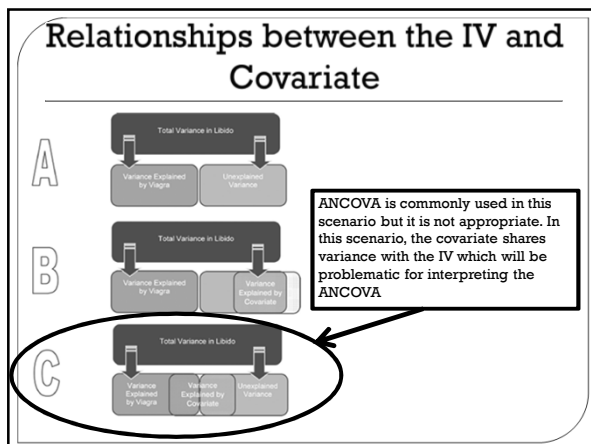 Relationships between the IV and
Covariate
A
Total Variance in Libido
Variance Explained
by Viagra
Unexplained
Variance
ANCOVA is commonly used in this
scenario but it is not appropriate. In
this scenario, the covariate shares
variance with the IV which will be
problematic for interpreting the
ANCOVA
B
Total Variance in Libido
Variance Explained
by Viagra
Variance
Explained by
Covariate
C
Total Variance in Libido
Variance
Explained
by Viagra
Variance
Explained by
Covariate
Unexplained
Variance